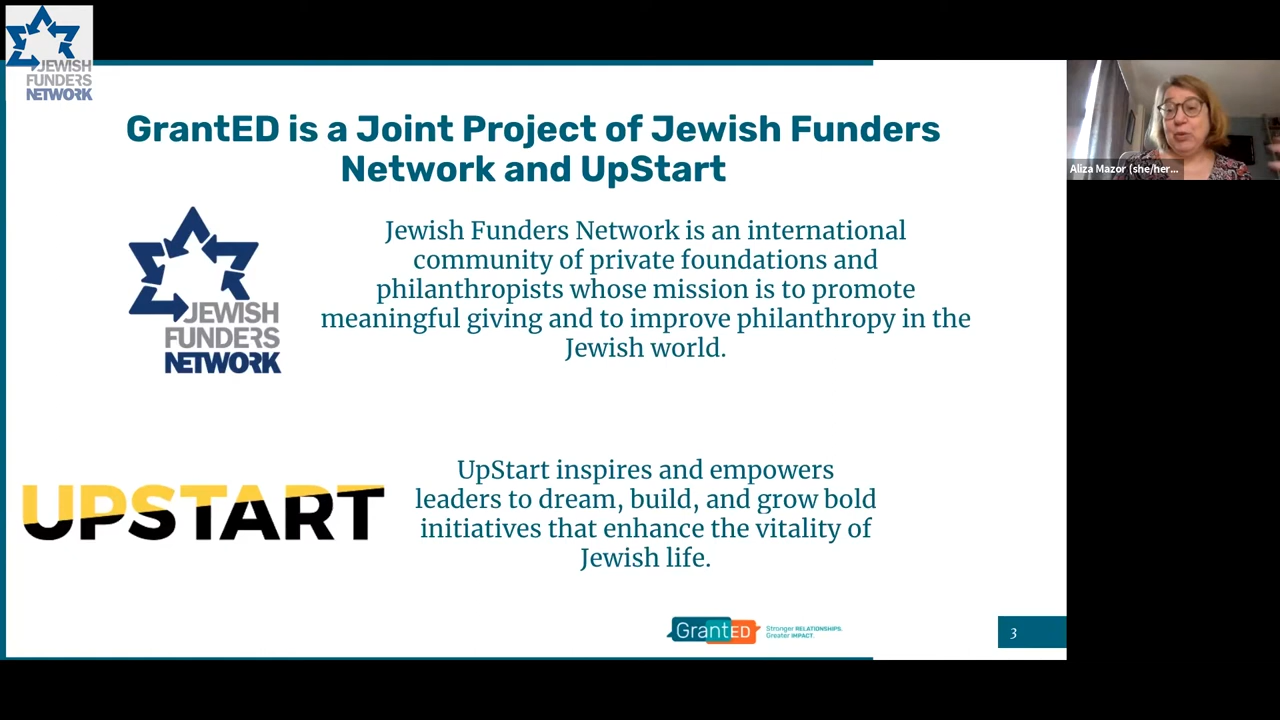 JEWISH
FUNDERS
NETWORK
GrantED is a Joint Project of Jewish Funders
Network and UpStart
Aliza Mazor (she/her...
Jewish Funders Network is an international
community of private foundations and
philanthropists whose mission is to promote
meaningful giving and to improve philanthropy in the
Jewish world.
JEWISH
FUNDERS
NETWORK
UPSTART
UpStart inspires and empowers
leaders to dream, build, and grow bold
initiatives that enhance the vitality of
Jewish life.
GrantED
Stronger RELATIONSHIPS.
Greater IMPACT.
3